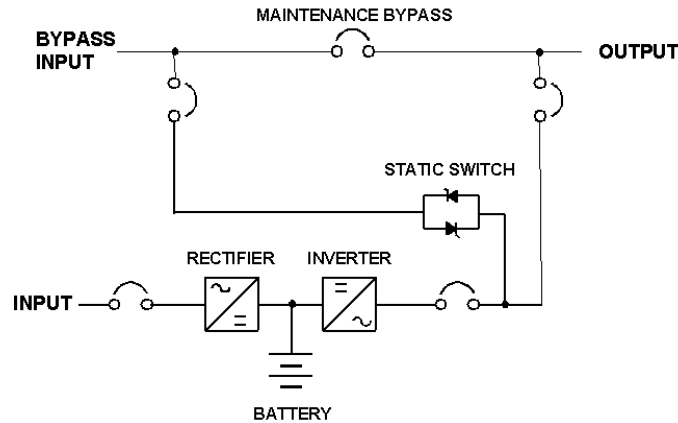 MAINTENANCE BYPASS
BYPASS
INPUT
OUTPUT
STATIC SWITCH
RECTIFIER
INVERTER
INPUT
BATTERY